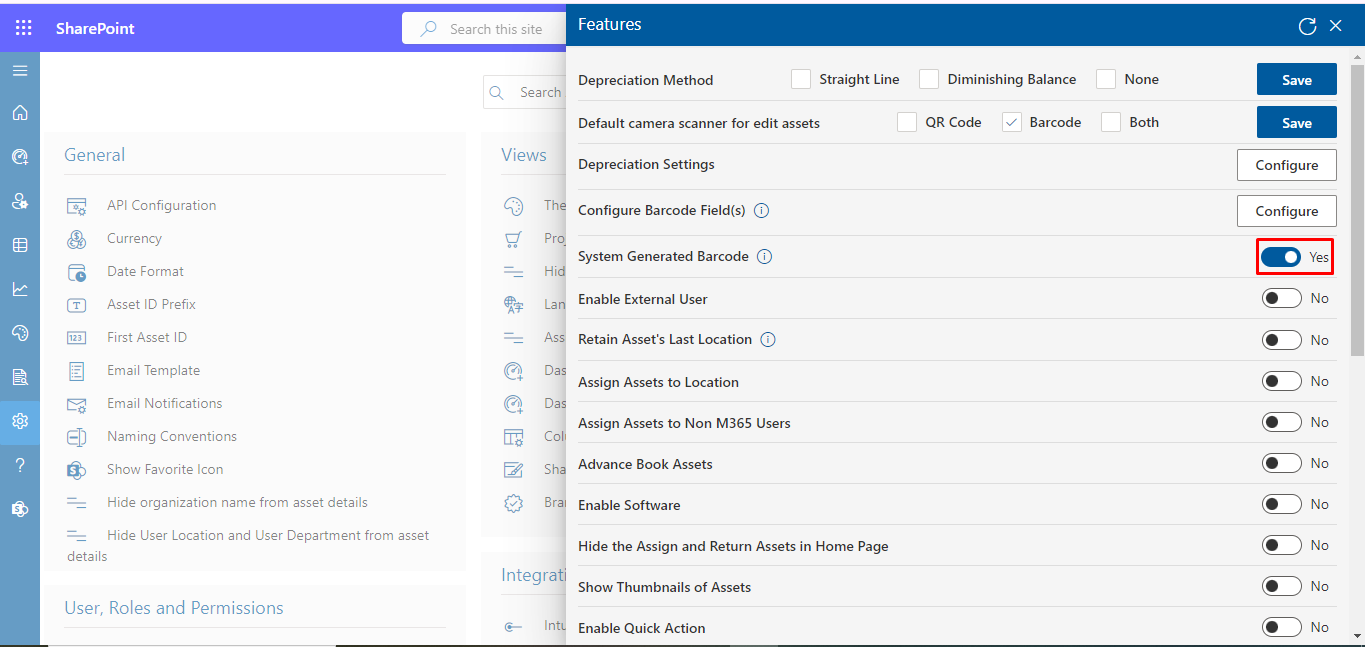 SharePoint
Search this site
Features
Search
General
API Configuration
Currency
Date Format
Asset ID Prefix
First Asset ID
Email Template
Email Notifications
Naming Conventions
Show Favorite Icon
Hide organization name from asset details
Hide User Location and User Department from asset
details
User, Roles and Permissions
Views
The
Proj
Hid
Lan
Ass
Das
Das
Colu
Sha
Bra
Integrati
Intu
Depreciation Method Straight Line Diminishing Balance None Save
Default camera scanner for edit assets QR Code Barcode Both Save
Depreciation Settings Configure
Configure Barcode Field(s) Configure
System Generated Barcode Yes
Enable External User No
Retain Asset's Last Location No
Assign Assets to Location No
Assign Assets to Non M365 Users No
Advance Book Assets No
Enable Software No
Hide the Assign and Return Assets in Home Page No
Show Thumbnails of Assets No
Enable Quick Action No